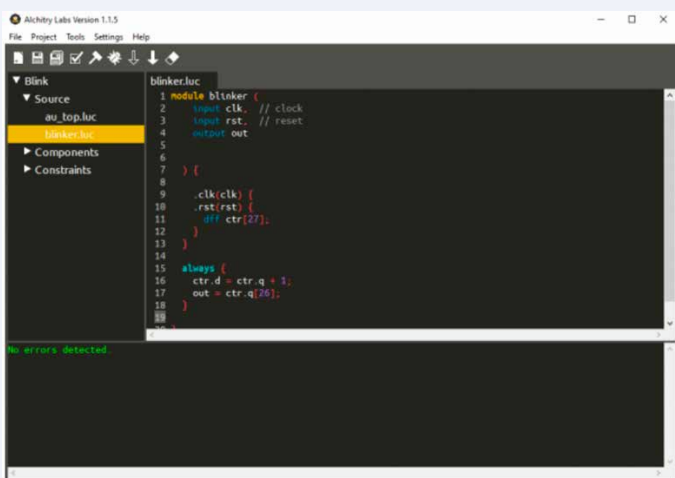 Alchitry Labs Version 1.1.5
File Project Tools Settings Help
Blink
Source
au_top.luc
blinker.luc
Components
Constraints
blinker.luc
1 module blinker (
2 input clk, // clock
3 input rst, // reset
4 output out
5
6
7 ) {
8
9 .clk(clk) {
10 .rst(rst) {
11 dff ctr[27];
12 }
13 }
14
15 always {
16 ctr.d = ctr.q + 1;
17 out = ctr.q[26];
18 }
19
20 }
No errors detected.